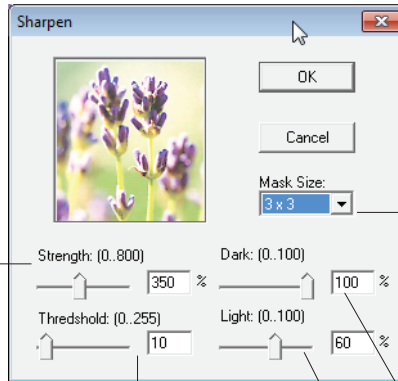 Sharpen
OK
Cancel
Mask Size:
3 x 3
Strength: (0..800)
350 %
Dark: (0..100)
100 %
Thredshold: (0..255)
10
Light: (0..100)
60 %